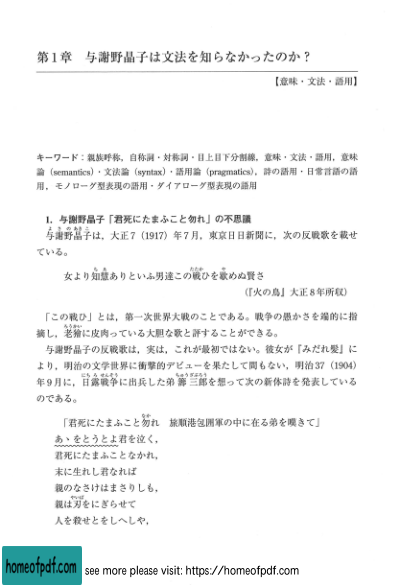 第1章　与謝野晶子は文法を知らなかったのか？
【意味・文法・語用】
キーワード：親族呼称，自称詞・対称詞・目上目下分割線，意味・文法・語用，意味
論（semantics）・文法論（syntax）・語用論（pragmatics），詩の語用・日常言語の語
用，モノローグ型表現の語用・ダイアローグ型表現の語用
1．与謝野晶子「君死にたまふこと勿れ」の不思議
与謝野晶子は，大正7（1917）年7月，東京日日新聞に，次の反戦歌を載せ
ている。
女より智慧ありといふ男達この戦ひを歇めぬ賢さ
（『火の鳥』大正8年所収）
「この戦ひ」とは，第一次世界大戦のことである。戦争の愚かさを端的に指
摘し，老獪に皮肉っている大胆な歌と評することができる。
与謝野晶子の反戦歌は，実は，これが最初ではない。彼女が『みだれ髪』に
より，明治の文学世界に衝撃的デビューを果たして間もない，明治37（1904）
年9月に，日露戦争に出兵した弟 籌三郎を想って次の新体詩を発表している
のである。
「君死にたまふこと勿れ　旅順港包囲軍の中に在る弟を嘆きて」
あゝをとうとよ君を泣く，
君死にたまふことなかれ，
末に生れし君なれば
親のなさけはまさりしも，
親は刃をにぎらせて
人を殺せとをしへしや，
homeofpdf.com
see more please visit: https://homeofpdf.com